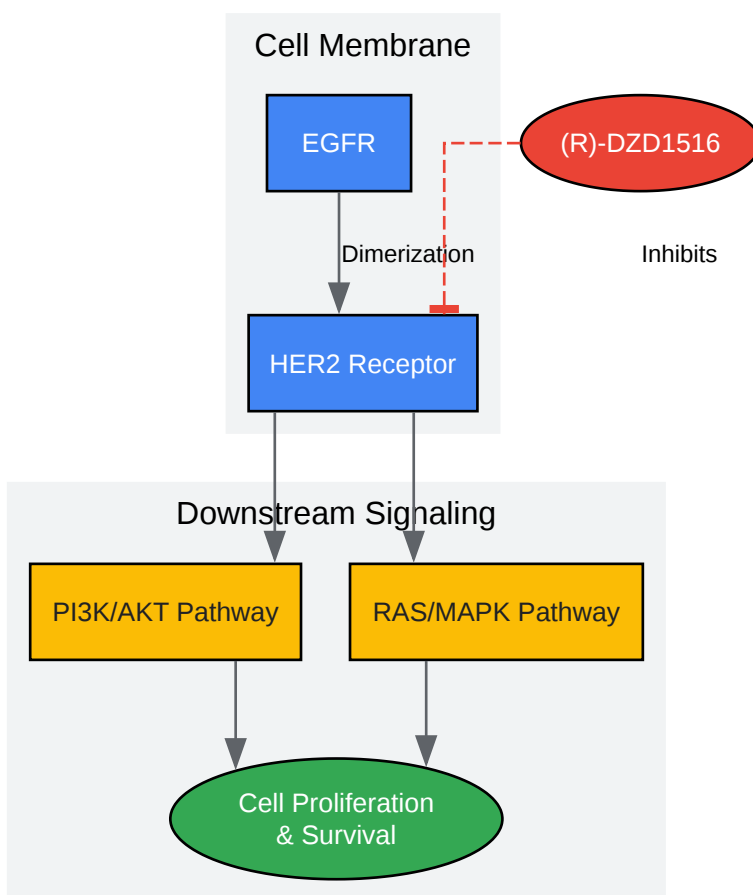 Cell Membrane
EGFR
(R)-DZD1516
Dimerization
Inhibits
HER2 Receptor
Downstream Signaling
PI3K/AKT Pathway
RAS/MAPK Pathway
Cell Proliferation
& Survival